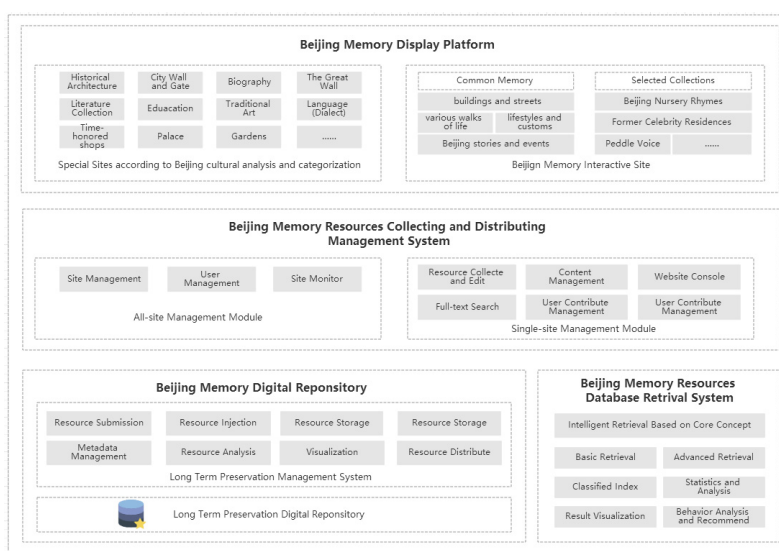 Beijing Memory Display Platform
Historical
Architecture
City Wall
and Gate
Biography
The Great
Wall
Literature
Collection
Eduacation
Traditional
Art
Language
(Dialect)
Time-
honored
shops
Palace
Gardens
......
Special Sites according to Beijing cultural analysis and categorization
Common Memory
buildings and streets
various walks
of life
lifestyles and
customs
Beijing stories and events
Selected Collections
Beijing Nursery Rhymes
Former Celebrity Residences
Peddle Voice
......
Beijign Memory Interactive Site
Beijing Memory Resources Collecting and Distributing
Management System
Site Management
User
Management
Site Monitor
All-site Management Module
Resource Collecte
and Edit
Content
Management
Website Console
Full-text Search
User Contribute
Management
User Contribute
Management
Single-site Management Module
Beijing Memory Digital Reponsitory
Resource Submission
Resource Injection
Resource Storage
Resource Storage
Metadata
Management
Resource Analysis
Visualization
Resource Distribute
Long Term Preservation Management System
Long Term Preservation Digital Reponsitory
Beijing Memory Resources
Database Retrival System
Intelligent Retrieval Based on Core Concept
Basic Retrieval
Advanced Retrieval
Classified Index
Statistics and
Analysis
Result Visualization
Behavior Analysis
and Recommend